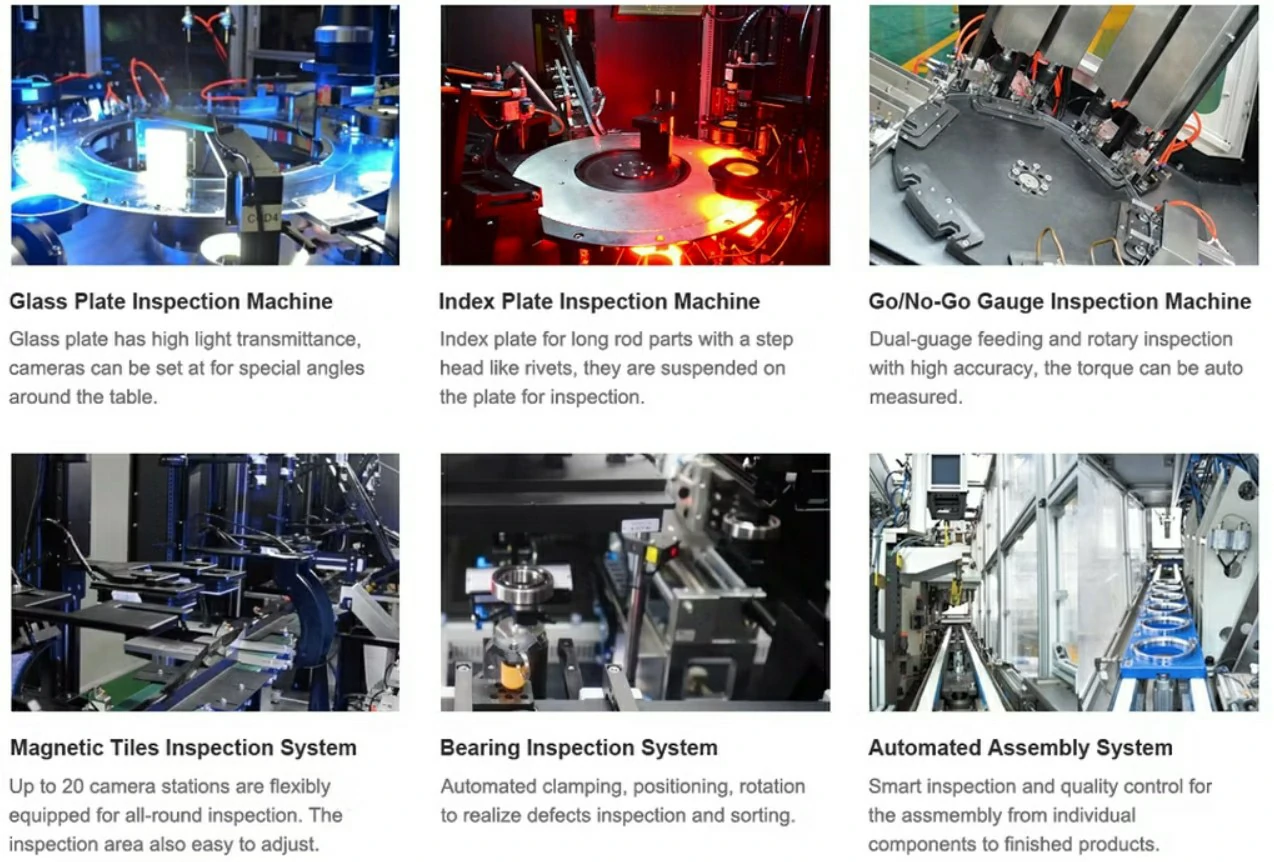 Glass Plate Inspection Machine
Glass plate has high light transmittance,
cameras can be set at for special angles
around the table.
Index Plate Inspection Machine
Index plate for long rod parts with a step
head like rivets, they are suspended on
the plate for inspection.
Go/No-Go Gauge Inspection Machine
Dual-guage feeding and rotary inspection
with high accuracy, the torque can be auto
measured.
Magnetic Tiles Inspection System
Up to 20 camera stations are flexibly
equipped for all-round inspection. The
inspection area also easy to adjust.
Bearing Inspection System
Automated clamping, positioning, rotation
to realize defects inspection and sorting.
Automated Assembly System
Smart inspection and quality control for
the assmembly from individual
components to finished products.